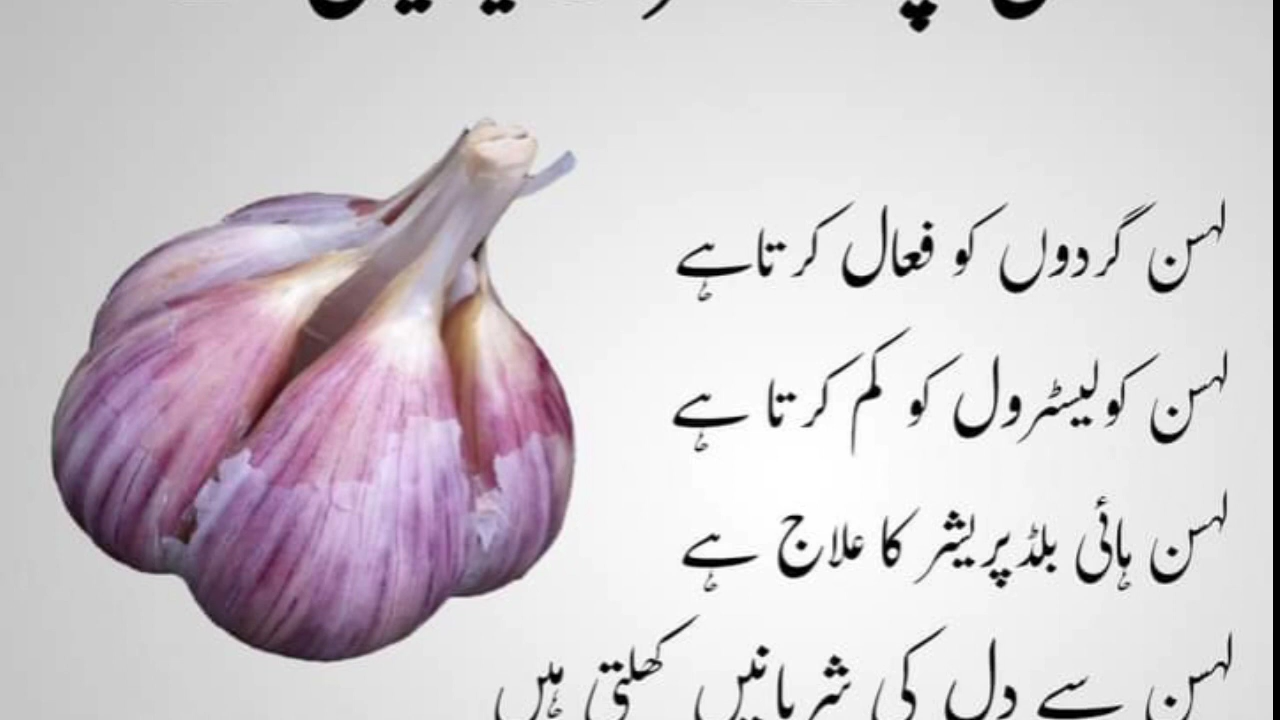 لہسن گردوں کو فعال کرتا ہے
لہسن کولیسٹرول کو کم کرتا ہے
لہسن ہائی بلڈ پریشر کا علاج ہے
لہسن سے دل کی شریانیں کھلتی ہیں